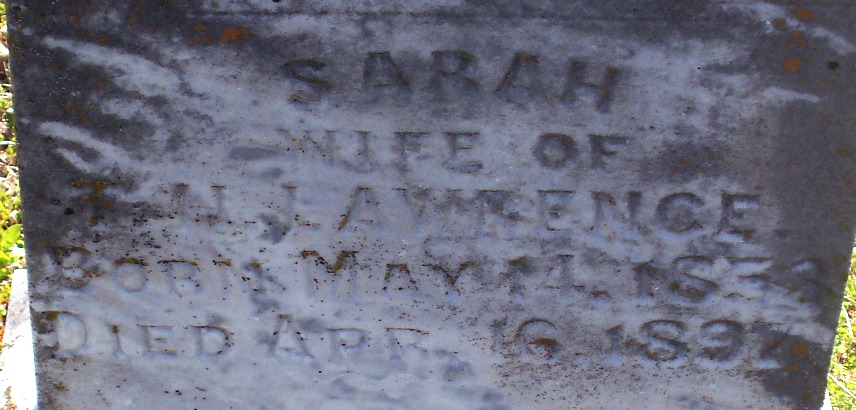 SARAH
WIFE OF
T. H. LAWRENCE.
BORN MAY 14, 
DIED APR. 16,